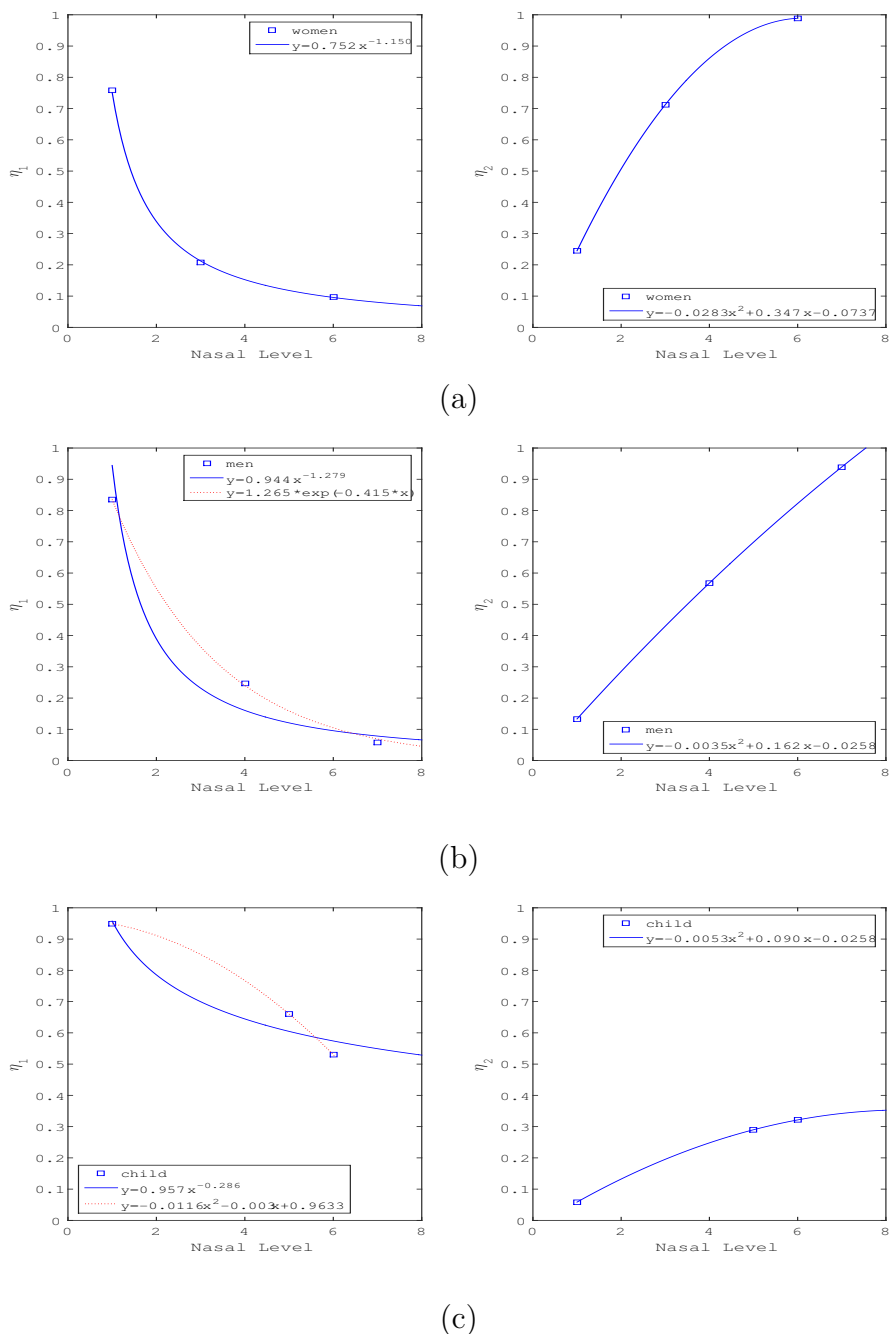 1
0.9
0.8
0.7
0.6
0.5
0.4
0.3
0.2
0.1
0
0 2 4 6 8
Nasal Level
η₁
women
y=0.752x^-1.150
1
0.9
0.8
0.7
0.6
0.5
0.4
0.3
0.2
0.1
0
0 2 4 6 8
Nasal Level
η₂
women
y=-0.0283x²+0.347x-0.0737
(a)
1
0.9
0.8
0.7
0.6
0.5
0.4
0.3
0.2
0.1
0
0 2 4 6 8
Nasal Level
η₁
men
y=0.944x^-1.279
y=1.265*exp(-0.415*x)
1
0.9
0.8
0.7
0.6
0.5
0.4
0.3
0.2
0.1
0
0 2 4 6 8
Nasal Level
η₂
men
y=-0.0035x²+0.162x-0.0258
(b)
1
0.9
0.8
0.7
0.6
0.5
0.4
0.3
0.2
0.1
0
0 2 4 6 8
Nasal Level
η₁
child
y=0.957x^-0.286
y=-0.0116x²-0.003x+0.9633
1
0.9
0.8
0.7
0.6
0.5
0.4
0.3
0.2
0.1
0
0 2 4 6 8
Nasal Level
η₂
child
y=-0.0053x²+0.090x-0.0258
(c)